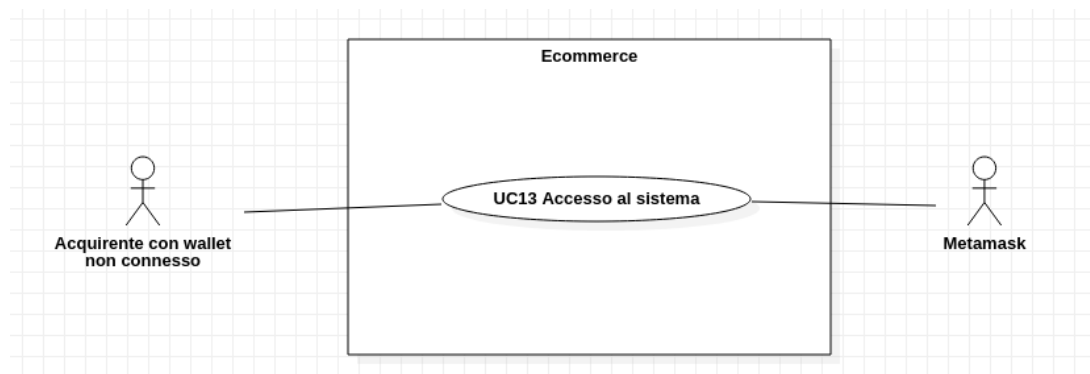 Ecommerce
UC13 Accesso al sistema
Acquirente con wallet
non connesso
Metamask